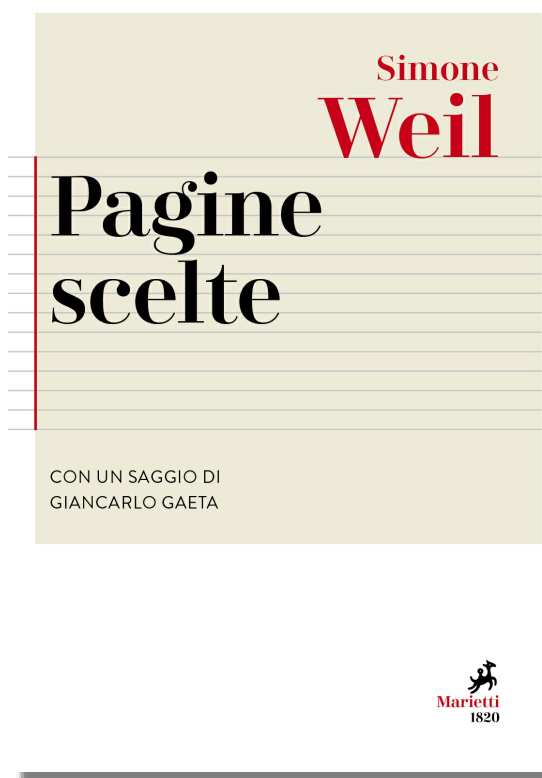 Simone
Weil
Pagine
scelte
CON UN SAGGIO DI
GIANCARLO GAETA
Marietti
1820